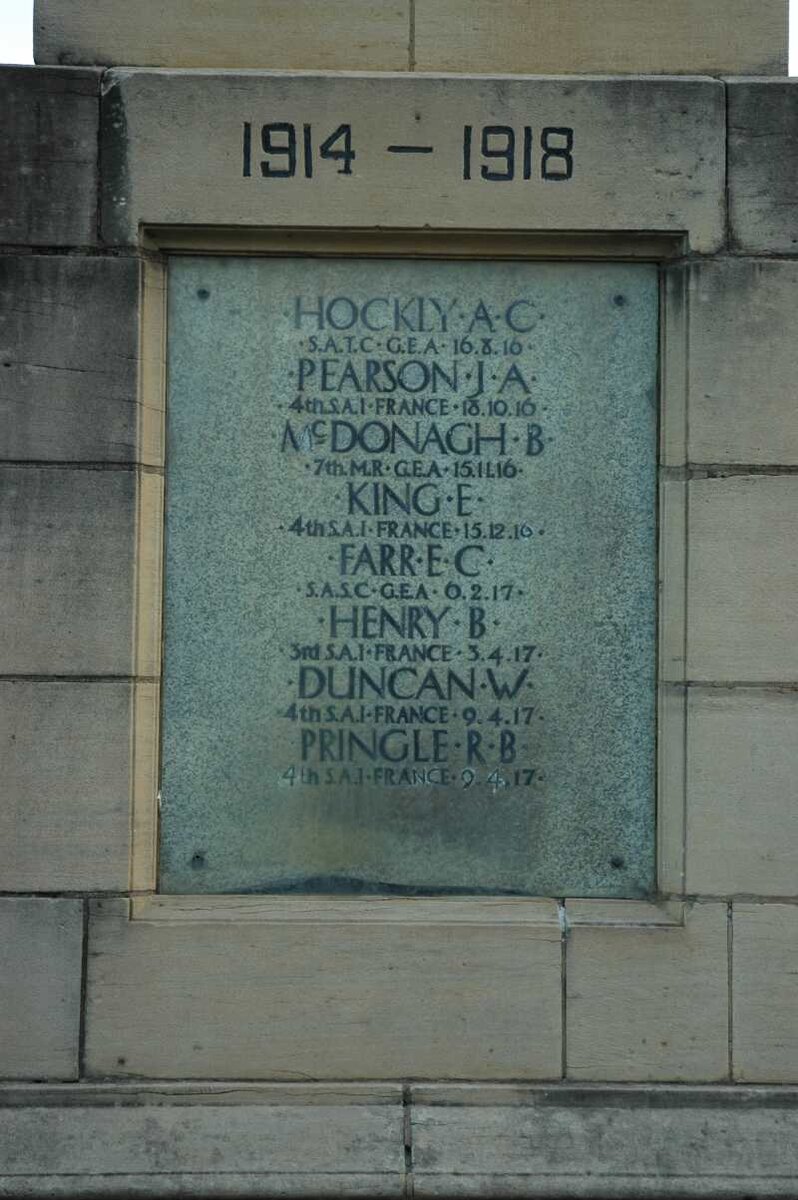 1914 – 1918
HOCKLY·A·C·
·S.A.T.C·G.E.A·16.8.16·
·PEARSON·J·A·
·4th.S.A.I·FRANCE·18.10.16·
·McDONAGH·B·
·7th.M.R·G.E.A·15.11.16·
·KING·E·
·4th S.A.I·FRANCE·15.12.16·
·FARR·E·C·
·S.A.S.C·G.E.A·6.2.17·
·HENRY·B·
·3rd S.A.I·FRANCE·3.4.17·
·DUNCAN·W·
·4th S.A.I·FRANCE·9.4.17·
·PRINGLE·R·B·
4th S.A.I·FRANCE·9.4.17·